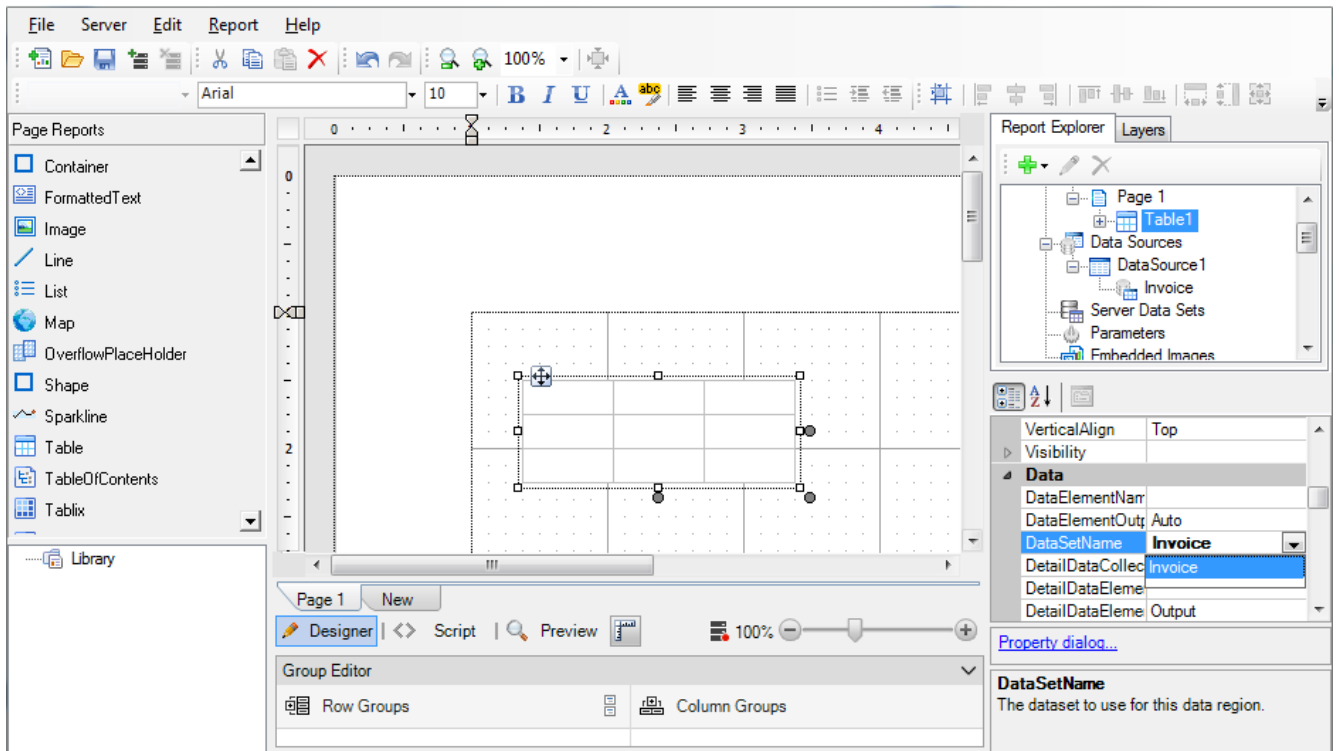 File Server Edit Report Help
100%
Arial 10 B I U A abc
Page Reports
Container
FormattedText
Image
Line
List
Map
OverflowPlaceHolder
Shape
Sparkline
Table
TableOfContents
Tablix
Library
0 1 2 3 4
0
2
Page 1 New
Designer Script Preview 100%
Group Editor
Row Groups Column Groups
Report Explorer Layers
Page 1
Table1
Data Sources
DataSource1
Invoice
Server Data Sets
Parameters
Embedded Images
A
Z
VerticalAlign Top
Visibility
Data
DataElementNam
DataElementOutp Auto
DataSetName Invoice
DetailDataCollec Invoice
DetailDataEleme
DetailDataEleme Output
Property dialog...
DataSetName
The dataset to use for this data region.